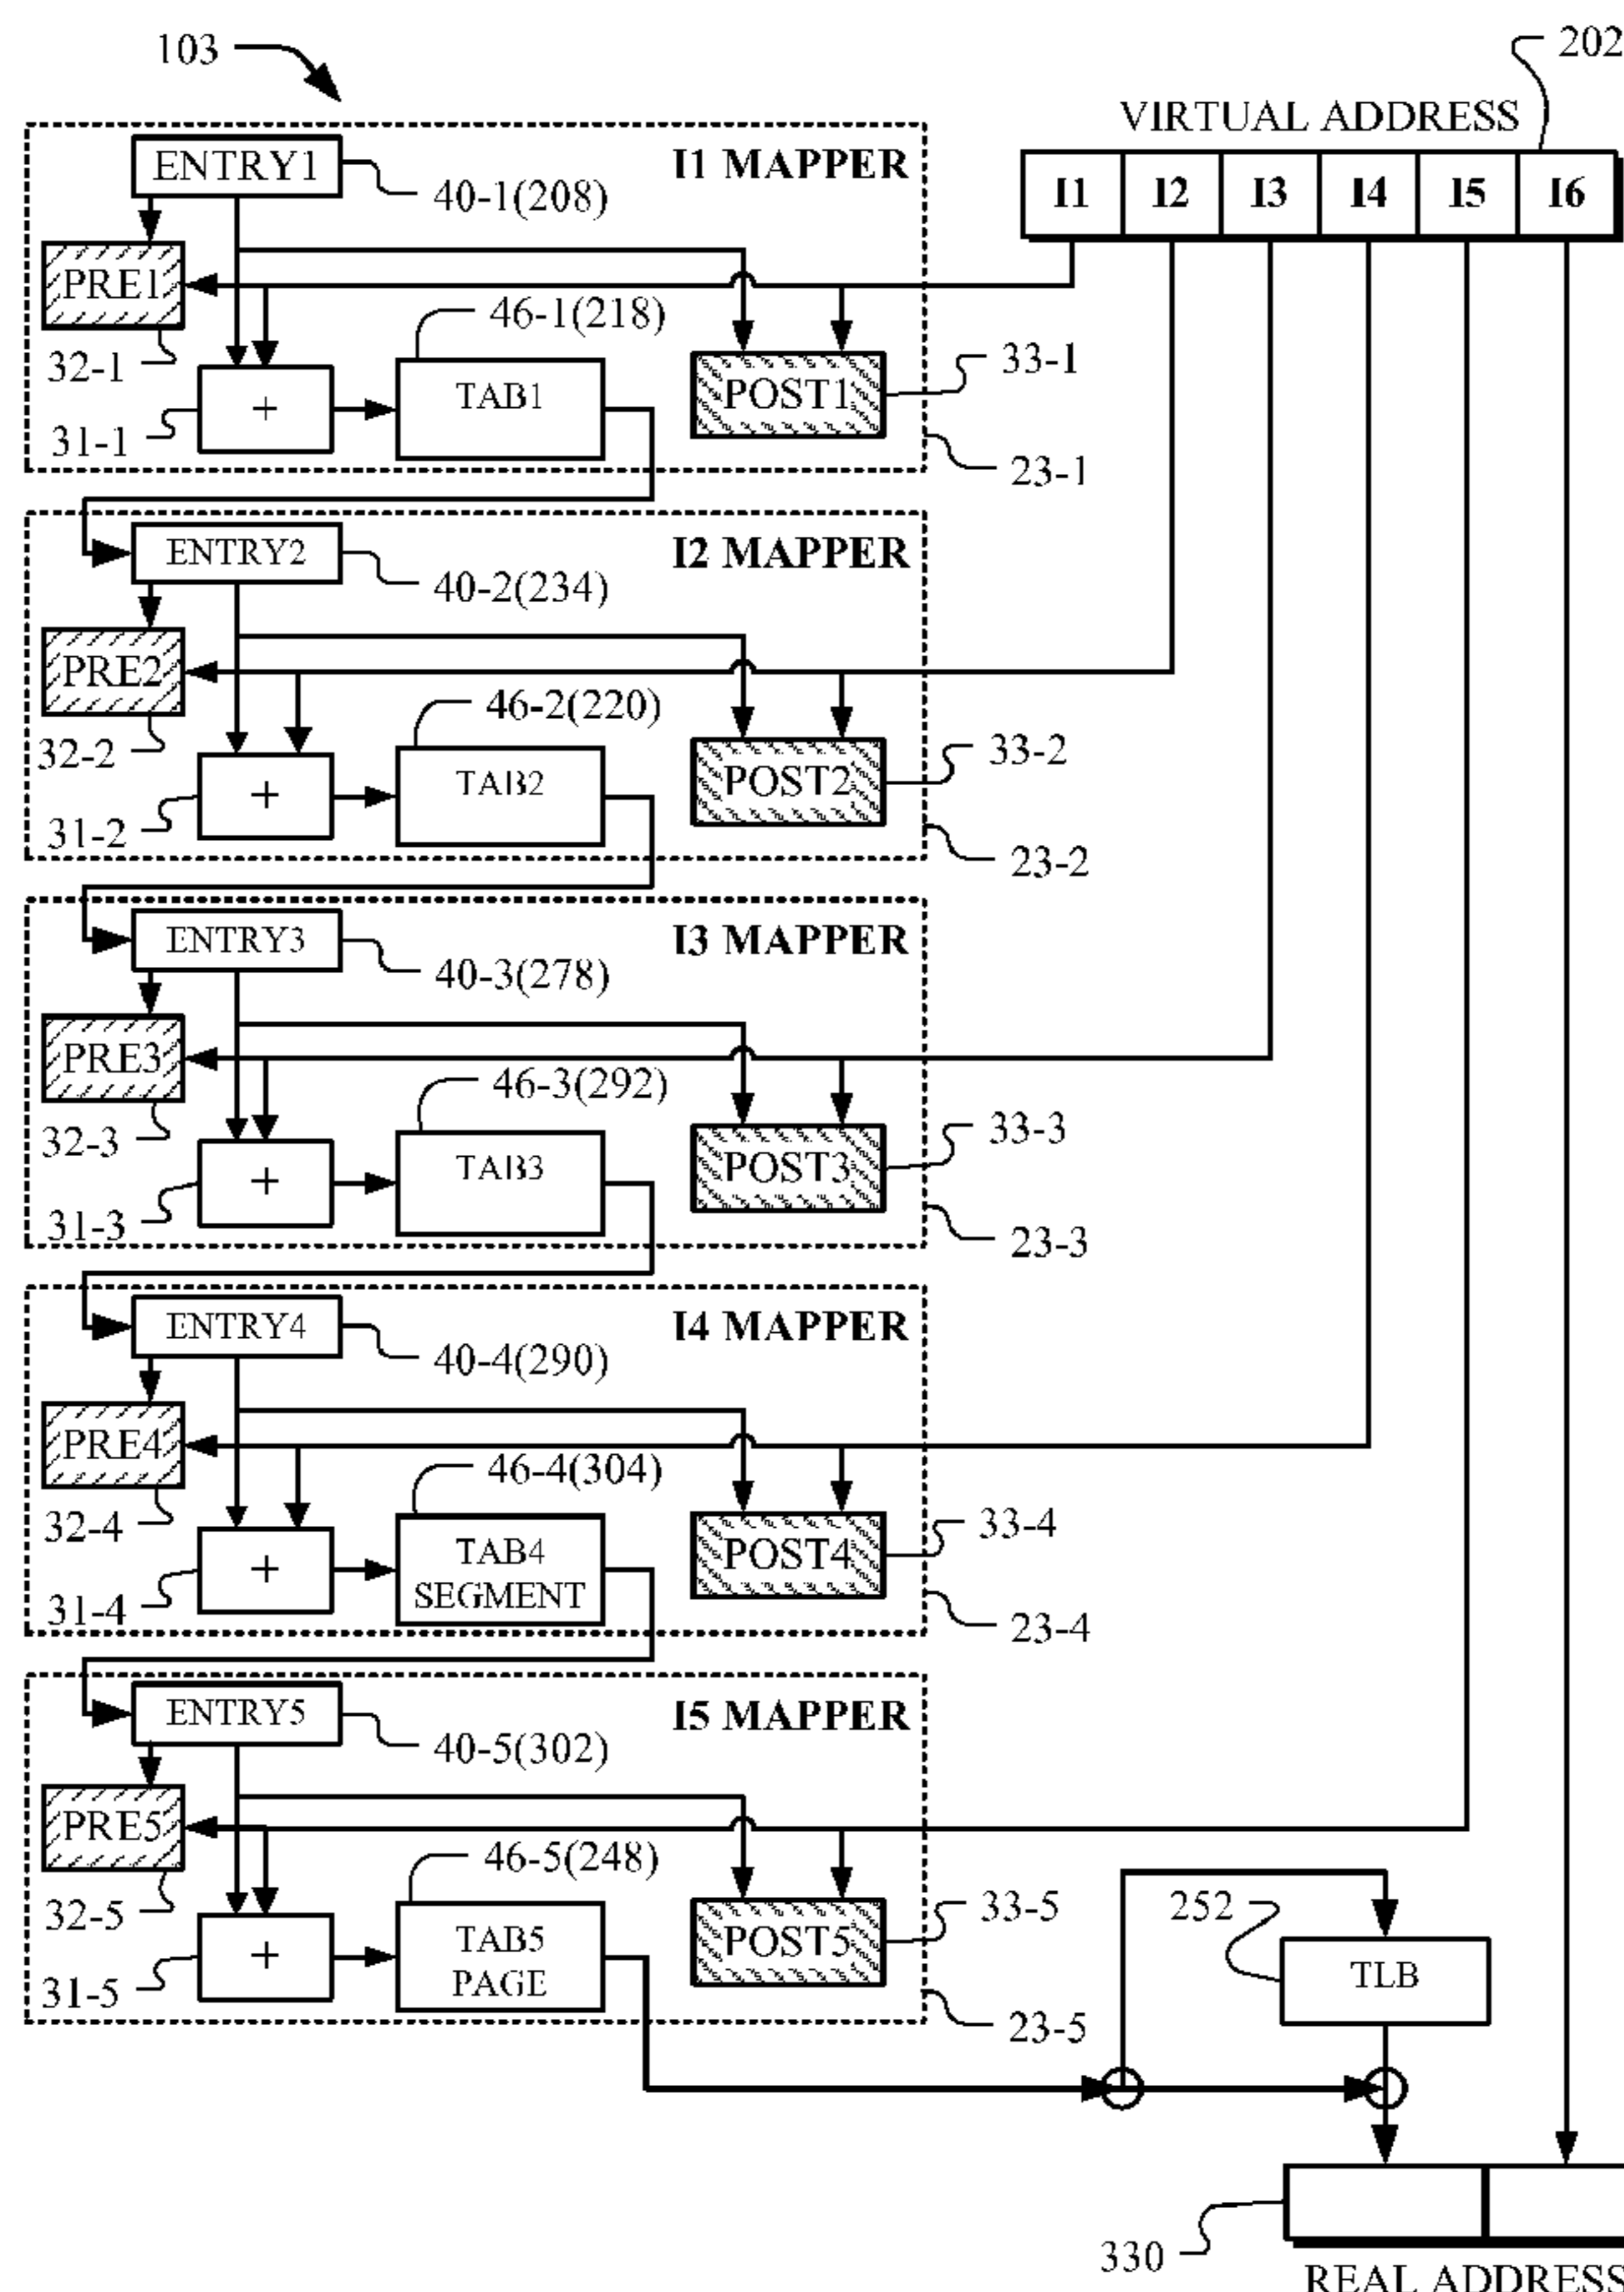 103
202
VIRTUAL ADDRESS
I1 I2 I3 I4 I5 I6
ENTRY1
I1 MAPPER
40-1(208)
PRE1
46-1(218)
32-1
TAB1
POST1
33-1
31-1
+
23-1
ENTRY2
I2 MAPPER
40-2(234)
PRE2
46-2(220)
32-2
TAB2
POST2
33-2
31-2
+
23-2
ENTRY3
I3 MAPPER
40-3(278)
PRE3
46-3(292)
32-3
TAB3
POST3
33-3
31-3
+
23-3
ENTRY4
I4 MAPPER
40-4(290)
PRE4
46-4(304)
32-4
TAB4
SEGMENT
POST4
33-4
31-4
+
23-4
ENTRY5
I5 MAPPER
40-5(302)
PRE5
46-5(248)
32-5
TAB5
PAGE
POST5
33-5
31-5
+
23-5
252
TLB
330
REAL ADDRESS